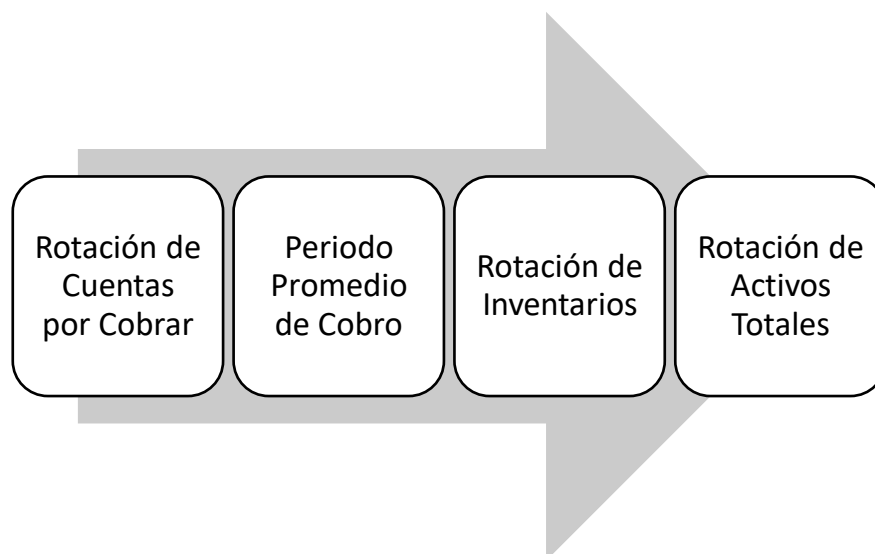 Rotación de
Cuentas
por Cobrar
Periodo
Promedio
de Cobro
Rotación de
Inventarios
Rotación de
Activos
Totales